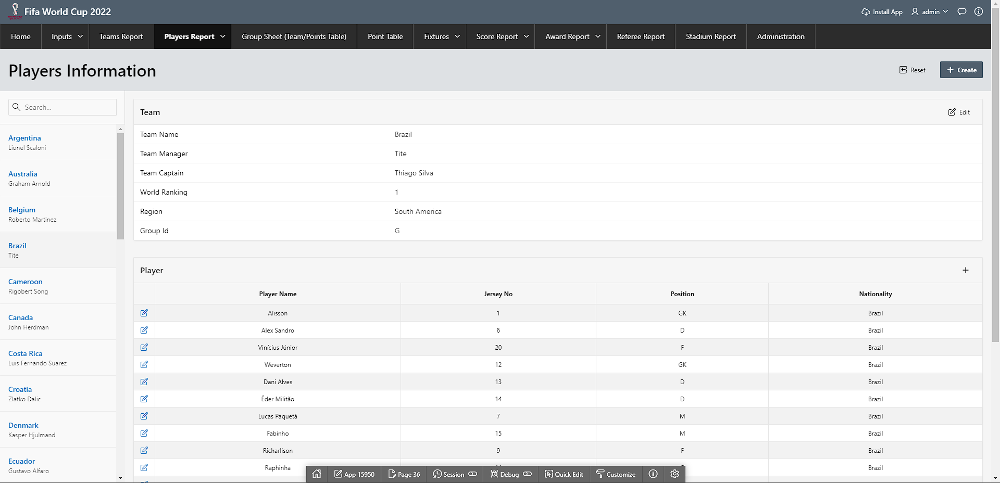 Fifa World Cup 2022
Install App admin
Home Inputs Teams Report Players Report Group Sheet (Team/Points Table) Point Table Fixtures Score Report Award Report Referee Report Stadium Report Administration
Players Information
Reset Create
Search...
Argentina
Lionel Scaloni
Australia
Graham Arnold
Belgium
Roberto Martinez
Brazil
Tite
Cameroon
Rigobert Song
Canada
John Herdman
Costa Rica
Luis Fernando Suarez
Croatia
Zlatko Dalic
Denmark
Kasper Hjulmand
Ecuador
Gustavo Alfaro
Team Edit
Team Name Brazil
Team Manager Tite
Team Captain Thiago Silva
World Ranking 1
Region South America
Group Id G
Player
Player Name Jersey No Position Nationality
Alisson 1 GK Brazil
Alex Sandro 6 D Brazil
Vinícius Júnior 20 F Brazil
Weverton 12 GK Brazil
Dani Alves 13 D Brazil
Éder Militão 14 D Brazil
Lucas Paquetá 7 M Brazil
Fabinho 15 M Brazil
Richarlison 9 F Brazil
Raphinha Brazil
App 15950 Page 36 Session Debug Quick Edit Customize